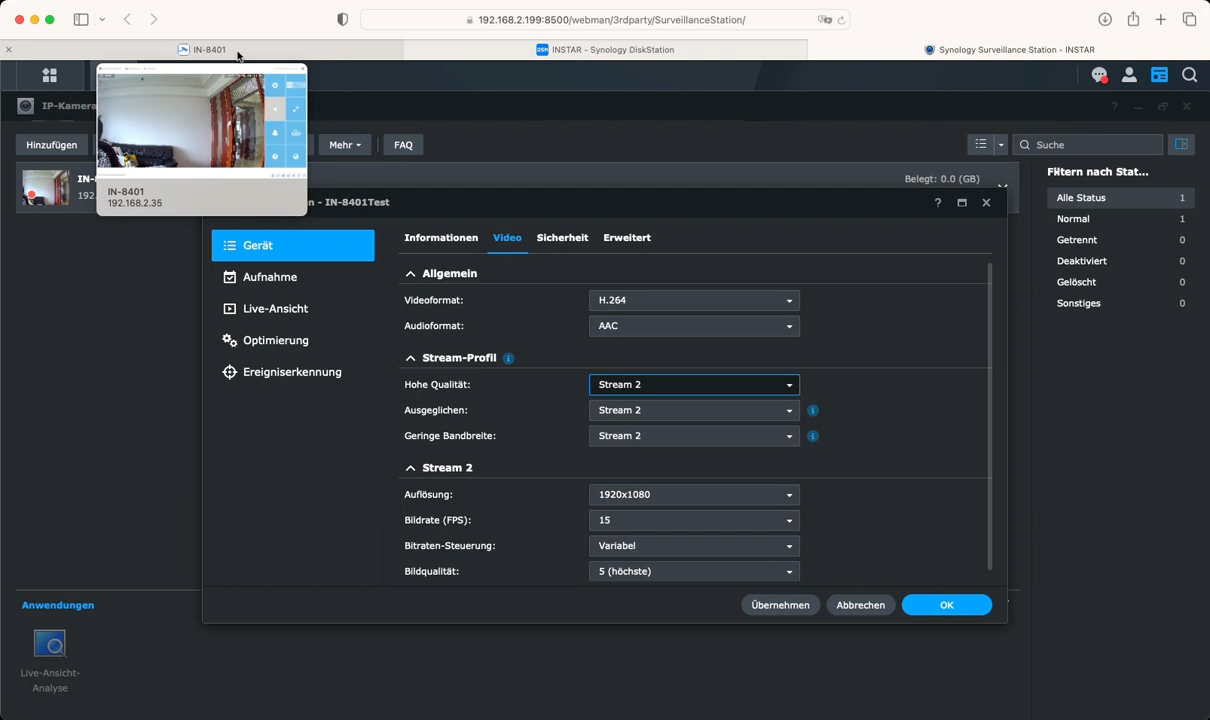 192.168.2.199:8500/webman/3rdparty/SurveillanceStation/
IN-8401
INSTAR - Synology DiskStation
Synology Surveillance Station - INSTAR
IP-Kamera
Hinzufügen
Mehr
FAQ
Suche
IN-8401
192.168.2.35
IN-8
192.
Belegt: 0.0 (GB)
n - IN-8401Test
Gerät
Aufnahme
Live-Ansicht
Optimierung
Ereigniserkennung
Informationen Video Sicherheit Erweitert
Allgemein
Videoformat: H.264
Audioformat: AAC
Stream-Profil
Hohe Qualität: Stream 2
Ausgeglichen: Stream 2
Geringe Bandbreite: Stream 2
Stream 2
Auflösung: 1920x1080
Bildrate (FPS): 15
Bitraten-Steuerung: Variabel
Bildqualität: 5 (höchste)
Übernehmen Abbrechen OK
Filtern nach Stat...
Alle Status 1
Normal 1
Getrennt 0
Deaktiviert 0
Gelöscht 0
Sonstiges 0
Anwendungen
Live-Ansicht-
Analyse